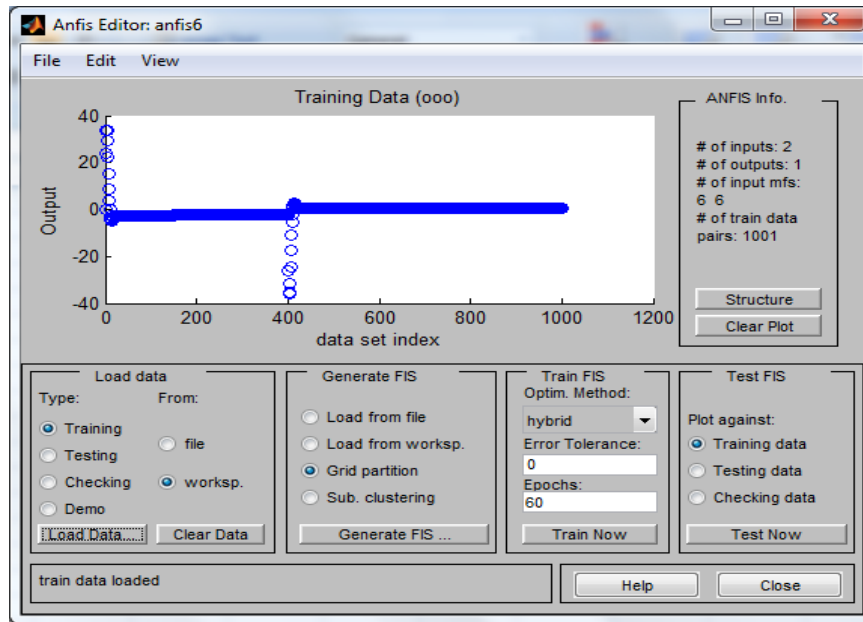 Anfis Editor: anfis6
File Edit View
Training Data (ooo)
40
20
0
-20
-40
Output
0 200 400 600 800 1000 1200
data set index
ANFIS Info.
# of inputs: 2
# of outputs: 1
# of input mfs:
6 6
# of train data
pairs: 1001
Structure
Clear Plot
Load data
Type: From:
Training
Testing
Checking
Demo
file
worksp.
Load Data...
Clear Data
Generate FIS
Load from file
Load from worksp.
Grid partition
Sub. clustering
Generate FIS ...
Train FIS
Optim. Method:
hybrid
Error Tolerance:
0
Epochs:
60
Train Now
Test FIS
Plot against:
Training data
Testing data
Checking data
Test Now
train data loaded
Help
Close